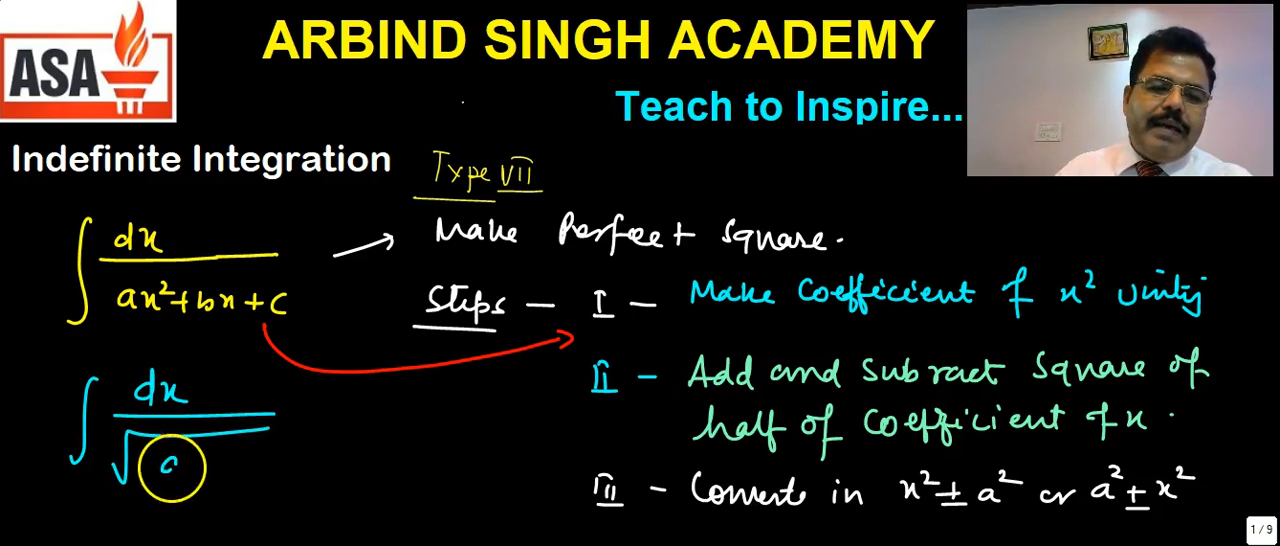 ASA
ARBIND SINGH ACADEMY
Teach to Inspire...
Indefinite Integration
Type VII
∫ dx / (ax²+bx+c) → Make Perfect Square.
Steps – I – Make Coefficient of x² unity
II – Add and subtract square of
half of coefficient of x.
∫ dx / √a
III – Converts in x² ± a² or a² ± x²
1/9